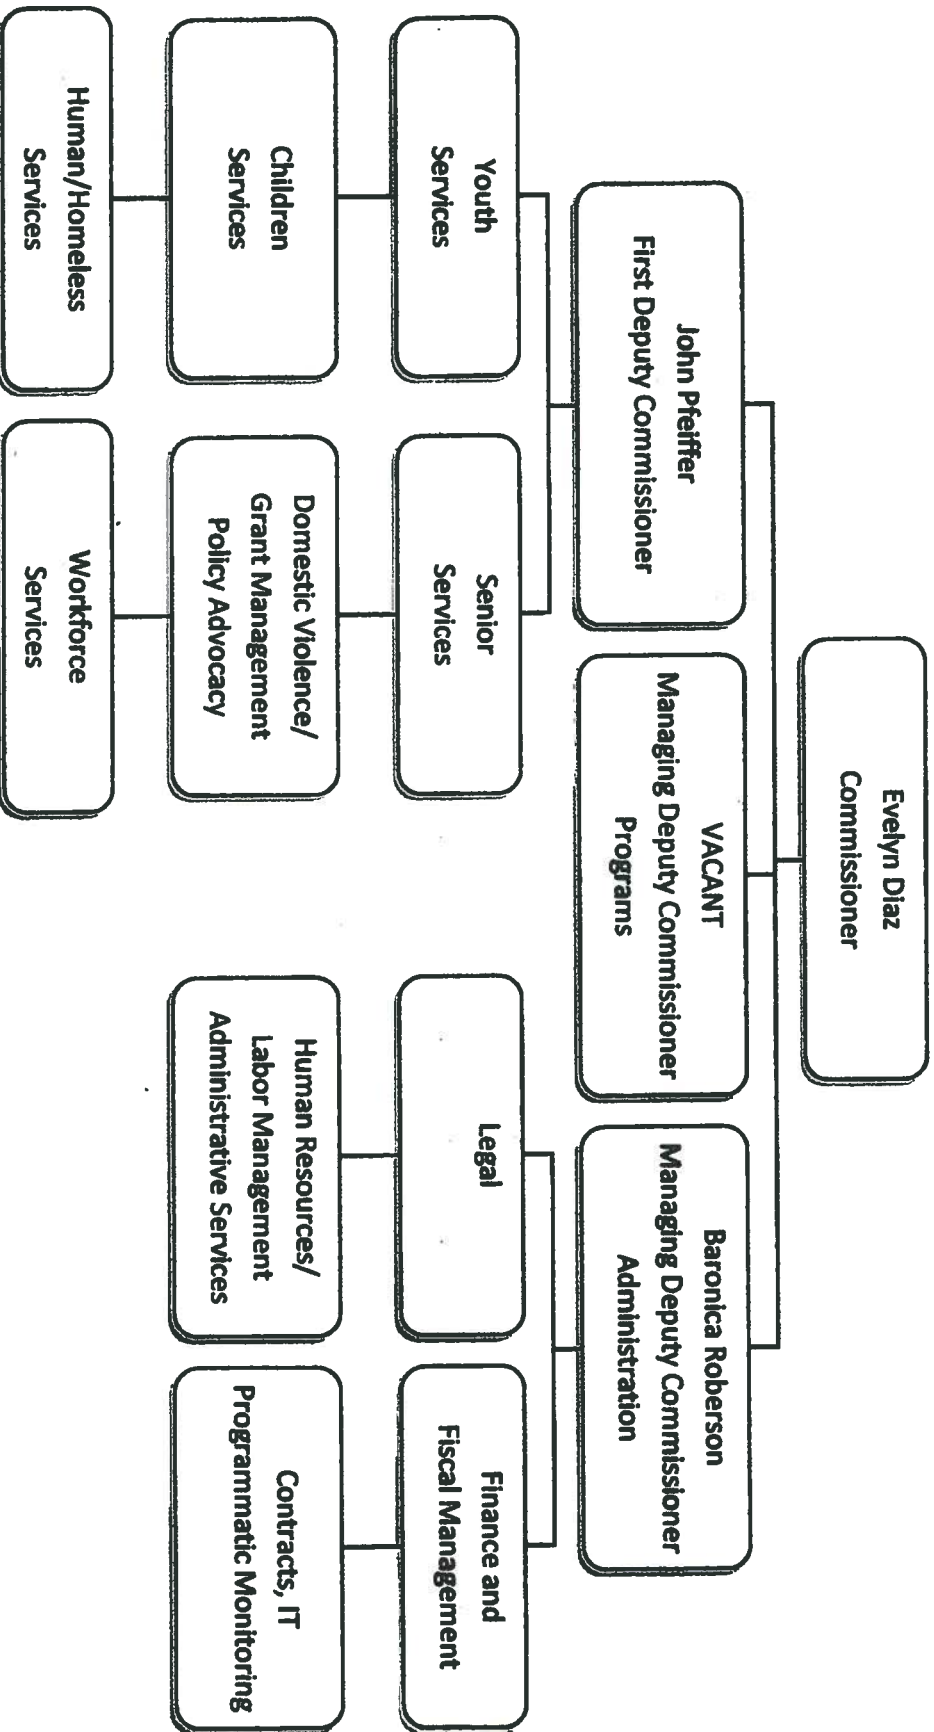 Evelyn Diaz
Commissioner
John Pfeiffer
First Deputy Commissioner
VACANT
Managing Deputy Commissioner
Programs
Baronica Roberson
Managing Deputy Commissioner
Administration
Youth
Services
Senior
Services
Legal
Finance and
Fiscal Management
Children
Services
Domestic Violence/
Grant Management
Policy Advocacy
Human Resources/
Labor Management
Administrative Services
Contracts, IT
Programmatic Monitoring
Human/Homeless
Services
Workforce
Services